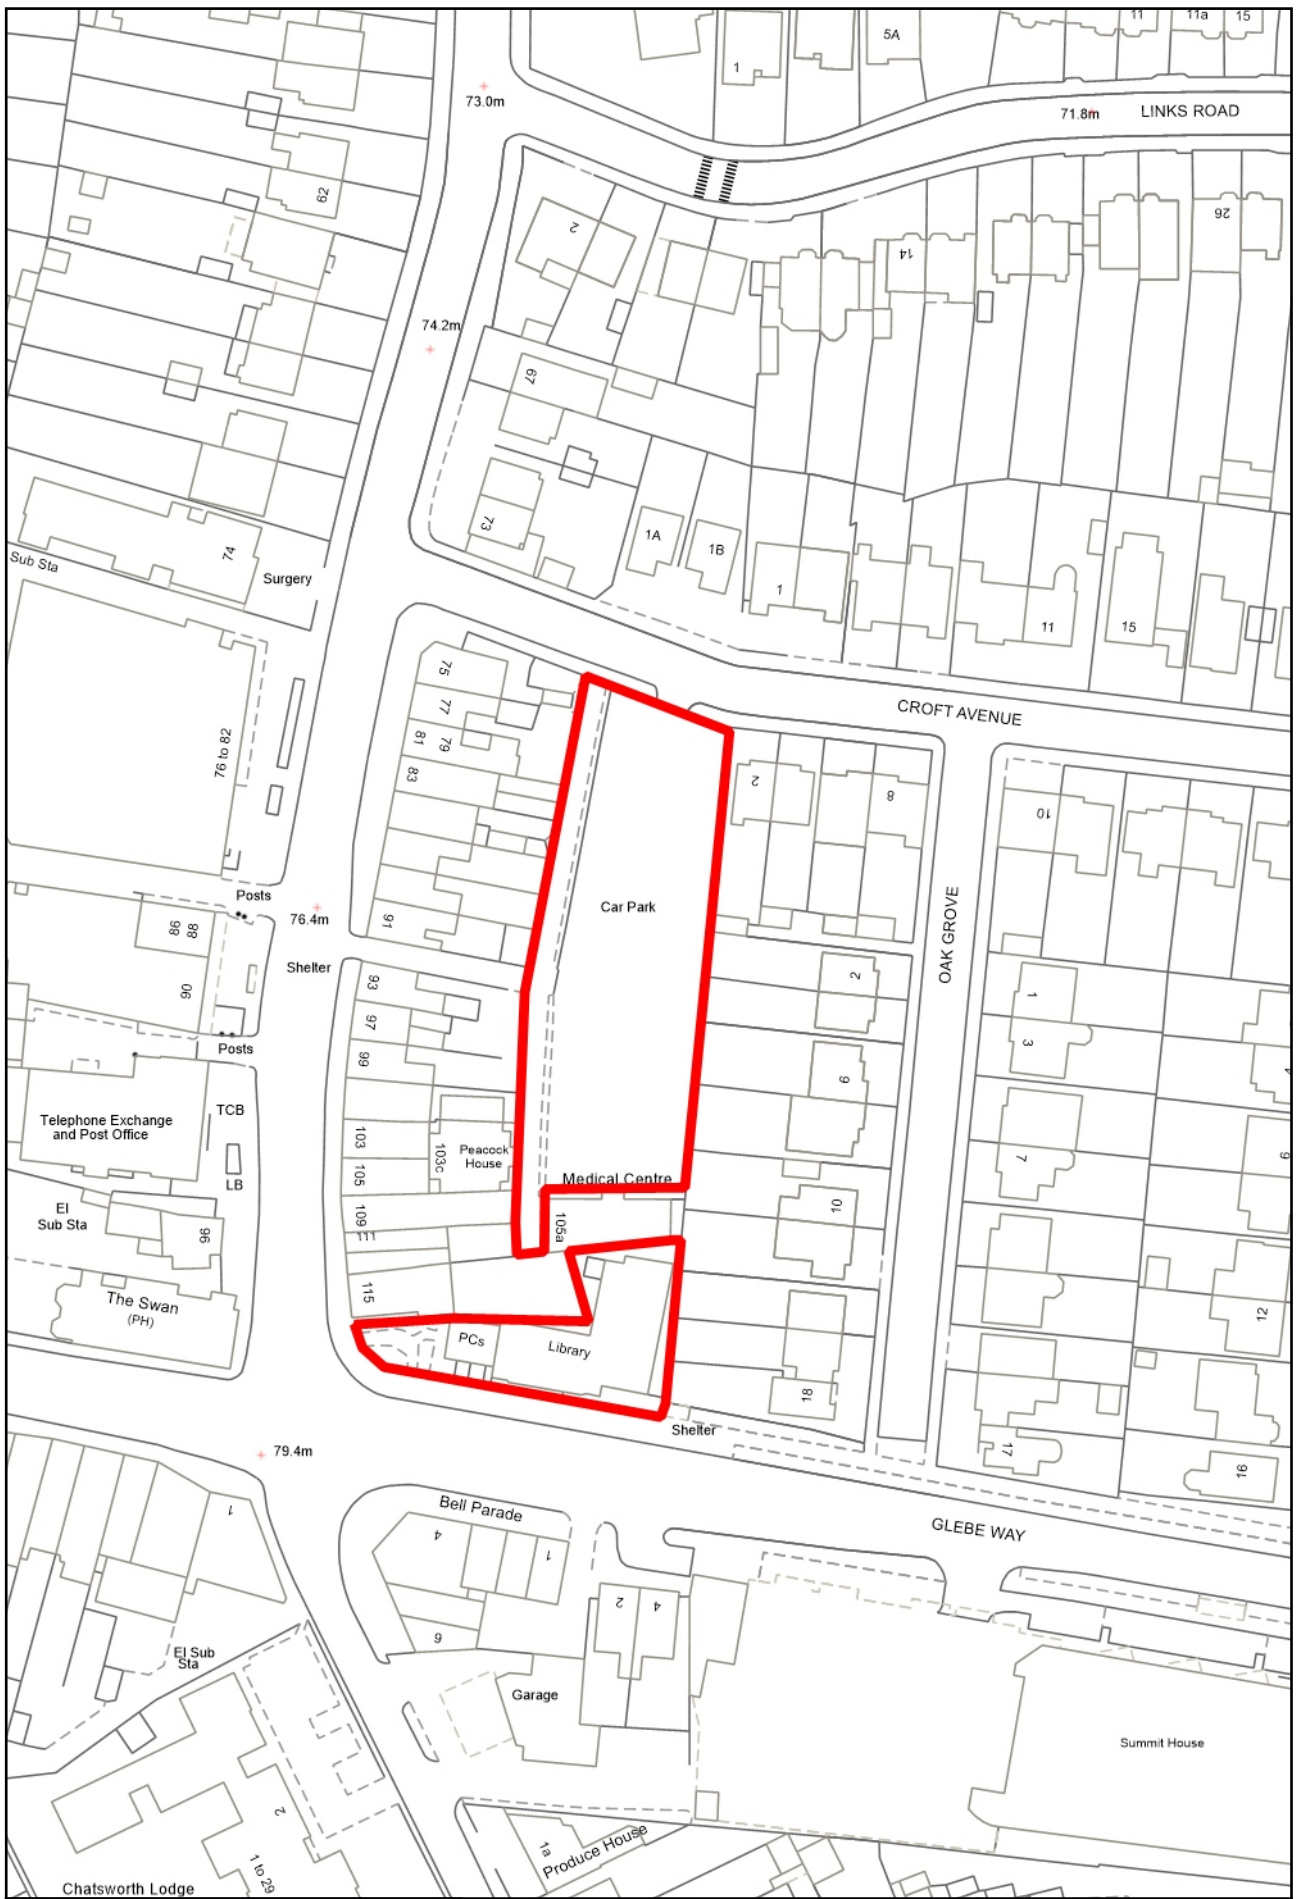 11
11a
15
5A
1
73.0m
71.8m
LINKS ROAD
62
2
14
26
74.2m
67
73
1A
1B
1
11
15
74
Surgery
Sub Sta
75
77
79
81
83
76 to 82
CROFT AVENUE
2
8
10
Car Park
Posts
76.4m
91
86
88
90
OAK GROVE
Shelter
93
97
99
2
1
3
4
6
Posts
TCB
Telephone Exchange
and Post Office
LB
103
105
103c
Peacock
House
Medical Centre
7
6
El
Sub Sta
96
109
111
105a
10
The Swan
(PH)
115
PCs
Library
12
18
Shelter
17
16
79.4m
Bell Parade
1
4
1
GLEBE WAY
2
4
6
El Sub
Sta
Garage
Summit House
2
1 to 29
1a
Produce House
Chatsworth Lodge